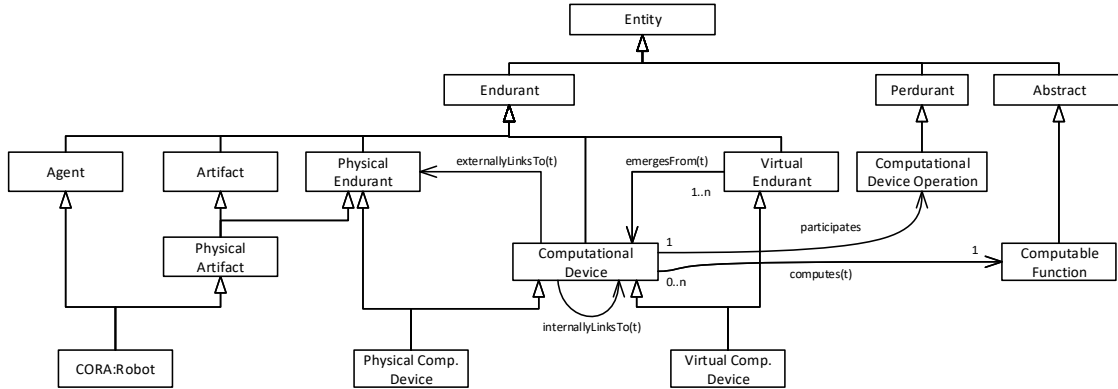 Entity
Endurant
Perdurant
Abstract
Agent
Artifact
Physical
Endurant
externallyLinksTo(t)
emergesFrom(t)
1..n
Virtual
Endurant
Computational
Device Operation
participates
Physical
Artifact
Computational
Device
1
0..n
computes(t)
1
Computable
Function
internallyLinksTo(t)
CORA:Robot
Physical Comp.
Device
Virtual Comp.
Device